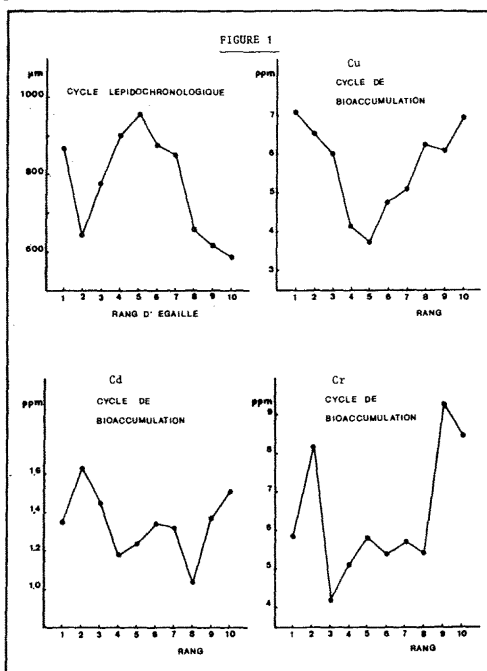 FIGURE 1
µm
CYCLE LEPIDOCHRONOLOGIQUE
1000
800
600
1 2 3 4 5 6 7 8 9 10
RANG D' EGAILLE
Cu
ppm
CYCLE DE
BIOACCUMULATION
7
6
5
4
3
1 2 3 4 5 6 7 8 9 10
RANG
Cd
ppm
CYCLE DE
BIOACCUMULATION
1,6
1,4
1,2
1,0
1 2 3 4 5 6 7 8 9 10
RANG
Cr
ppm
CYCLE DE
BIOACCUMULATION
9
8
7
6
5
4
1 2 3 4 5 6 7 8 9 10
RANG